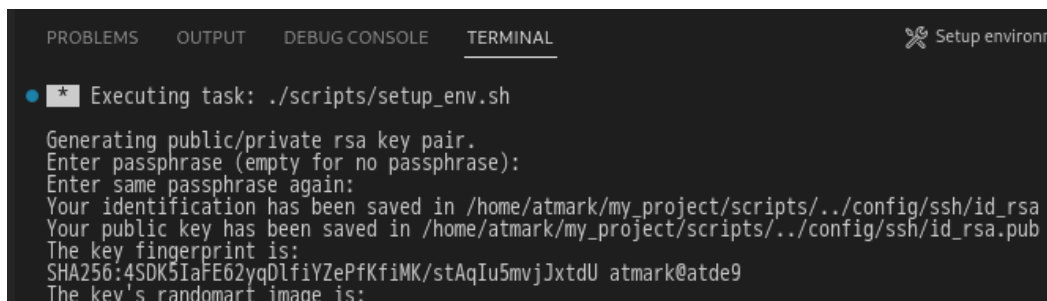 PROBLEMS OUTPUT DEBUG CONSOLE TERMINAL Setup environ
* Executing task: ./scripts/setup_env.sh
Generating public/private rsa key pair.
Enter passphrase (empty for no passphrase):
Enter same passphrase again:
Your identification has been saved in /home/atmark/my_project/scripts/../config/ssh/id_rsa
Your public key has been saved in /home/atmark/my_project/scripts/../config/ssh/id_rsa.pub
The key fingerprint is:
SHA256:4SDK5IaFE62yqDlfiYZePfKfiMK/stAqIu5mvjJxtdU atmark@atde9
The key's randomart image is: